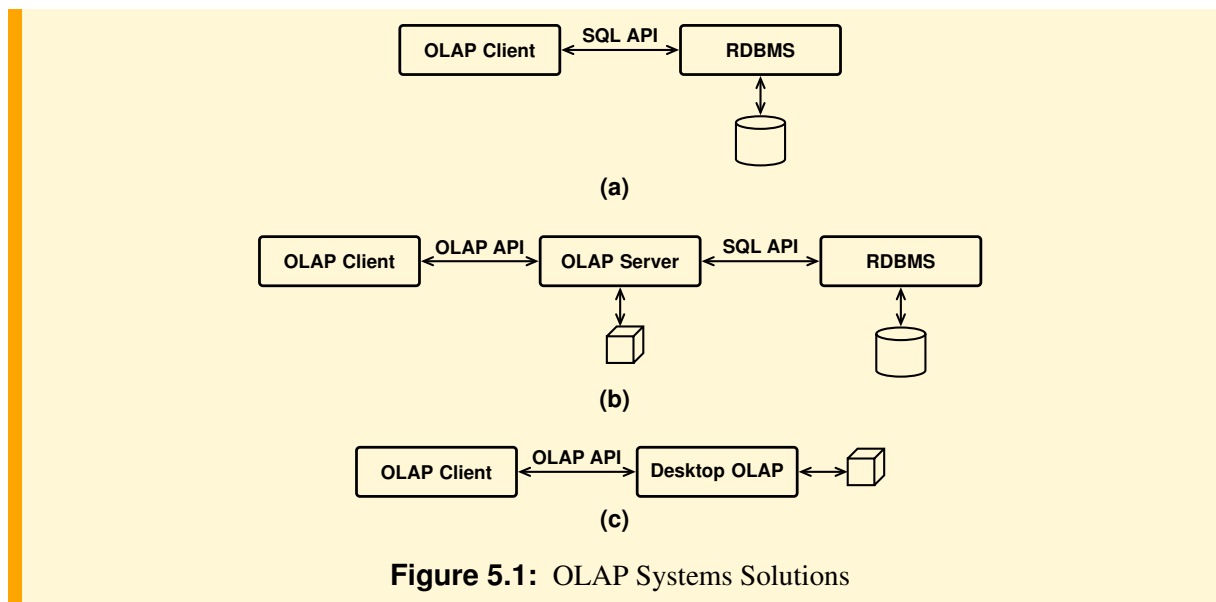 SQL API
OLAP Client
RDBMS
(a)
OLAP API
SQL API
OLAP Client
OLAP Server
RDBMS
(b)
OLAP API
OLAP Client
Desktop OLAP
(c)
Figure 5.1: OLAP Systems Solutions